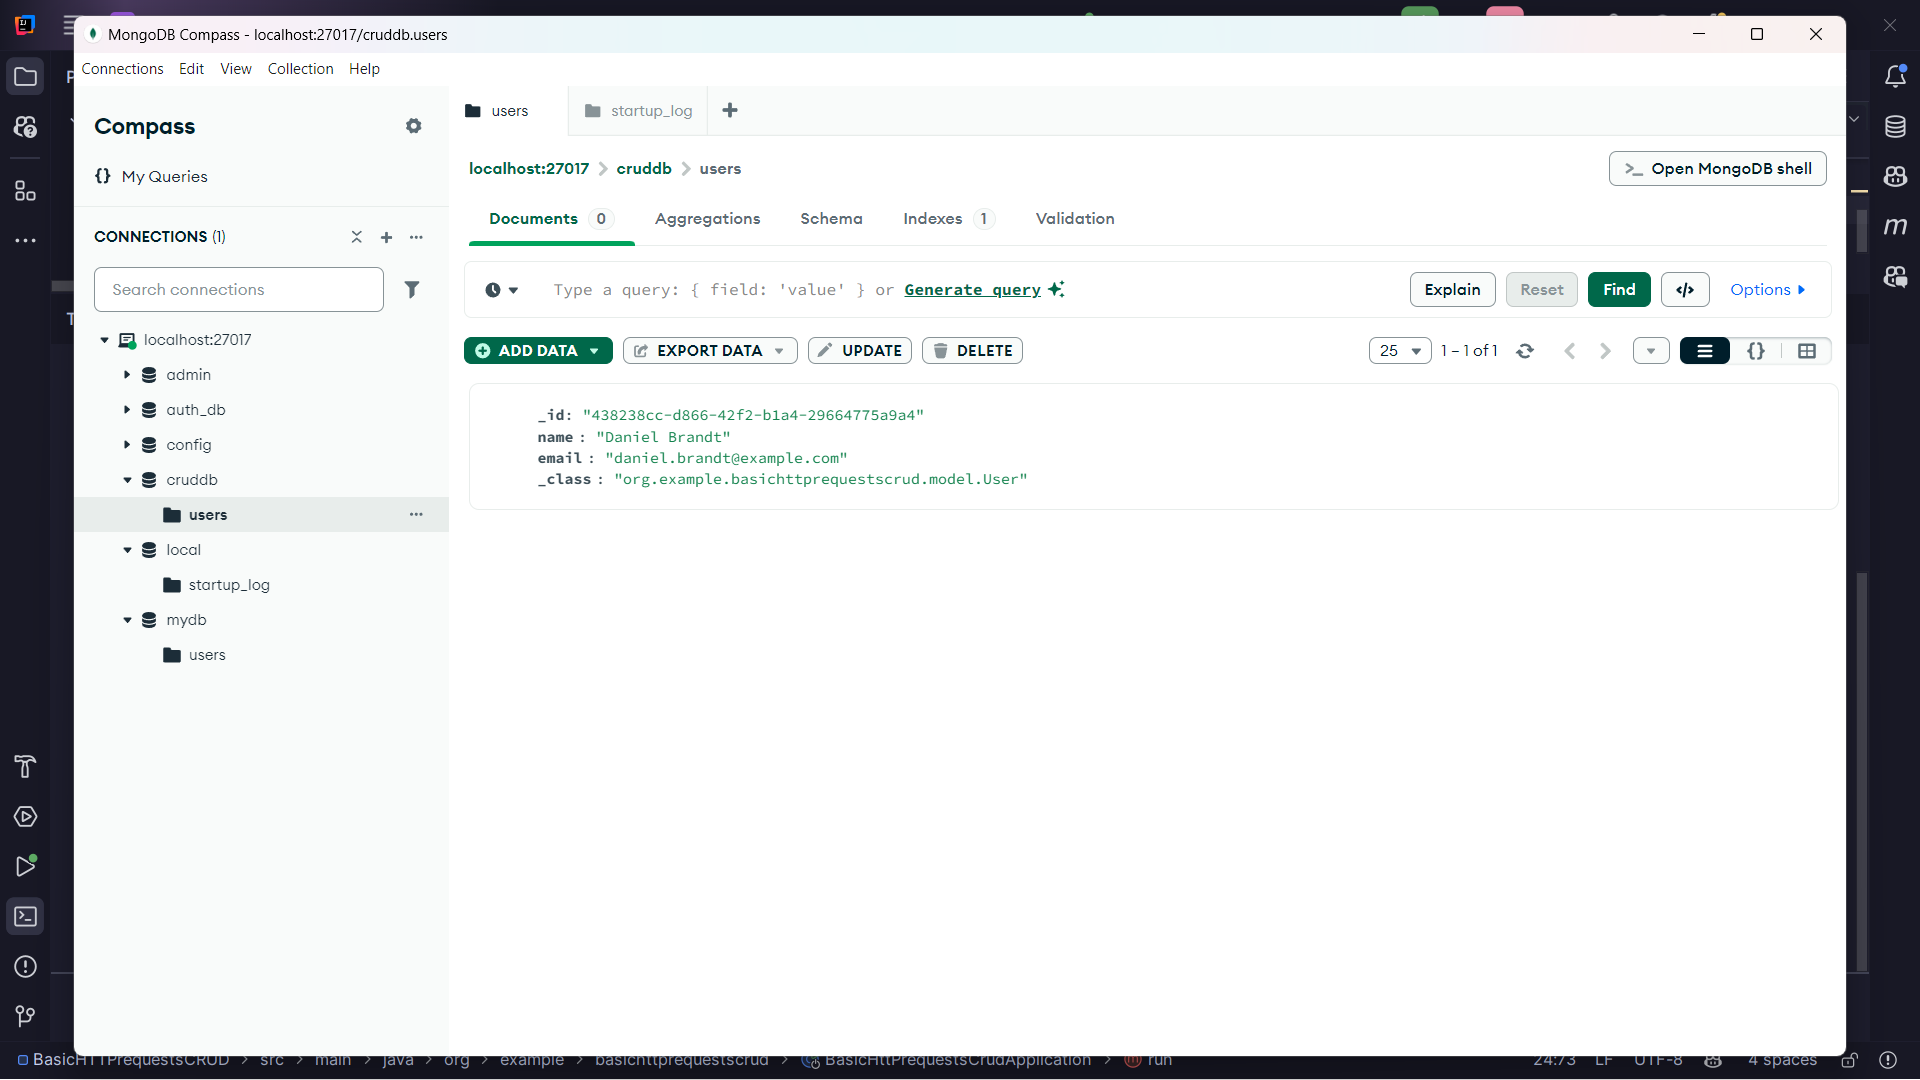 MongoDB Compass - localhost:27017/cruddb.users
Connections Edit View Collection Help
Compass
My Queries
CONNECTIONS (1)
Search connections
localhost:27017
admin
auth_db
config
cruddb
users
local
startup_log
mydb
users
users
startup_log
localhost:27017 > cruddb > users
>_ Open MongoDB shell
Documents 0 Aggregations Schema Indexes 1 Validation
Type a query: { field: 'value' } or Generate query
Explain Reset Find </> Options
ADD DATA EXPORT DATA UPDATE DELETE
25 1 – 1 of 1 {}
_id: "438238cc-d866-42f2-b1a4-29664775a9a4"
name : "Daniel Brandt"
email : "daniel.brandt@example.com"
_class : "org.example.basichttprequestscrud.model.User"
BasicHTTPrequestsCRUD > src > main > java > org > example > basichttprequestscrud > BasicHttPrequestsCrudApplication > run
24:73 LF UTF-8 4 spaces